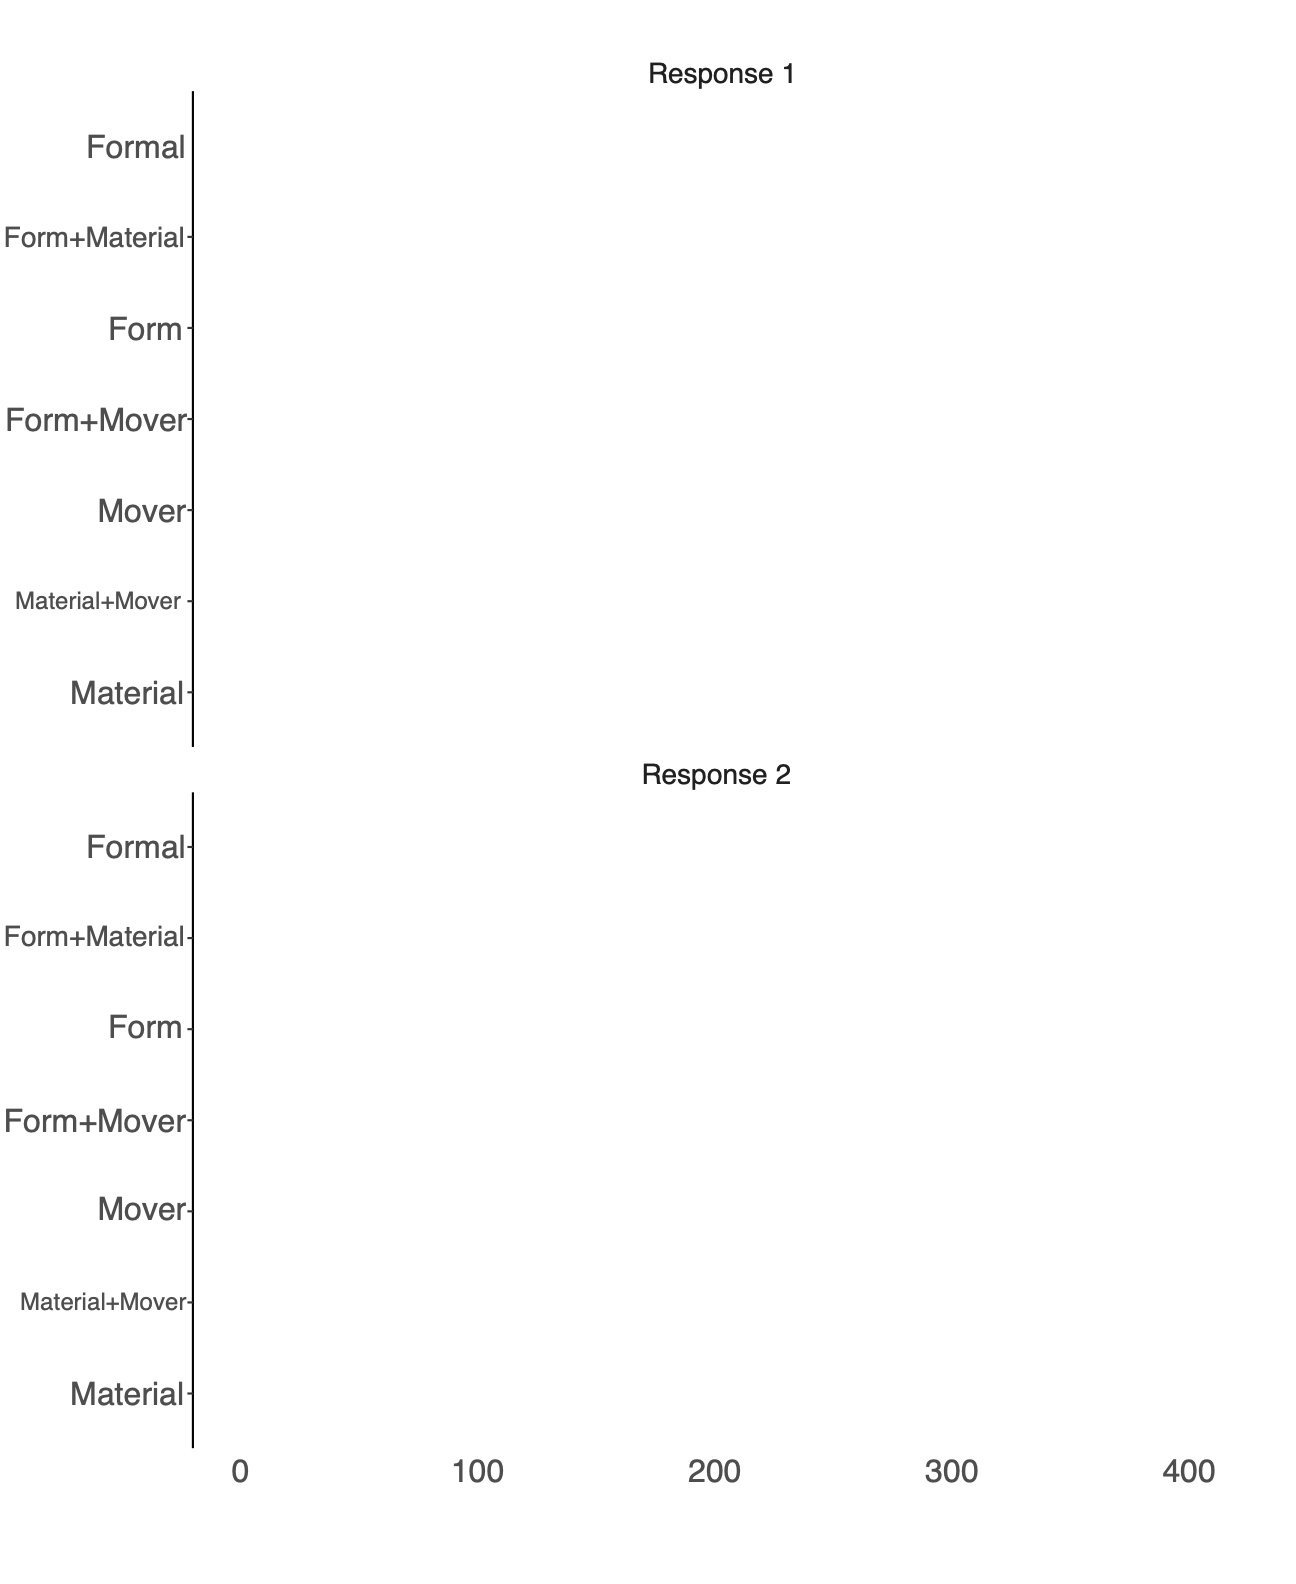 Response 1
Formal
Form+Material
Form
Form+Mover
Mover
Material+Mover
Material
Response 2
Formal
Form+Material
Form
Form+Mover
Mover
Material+Mover
Material
0 100 200 300 400